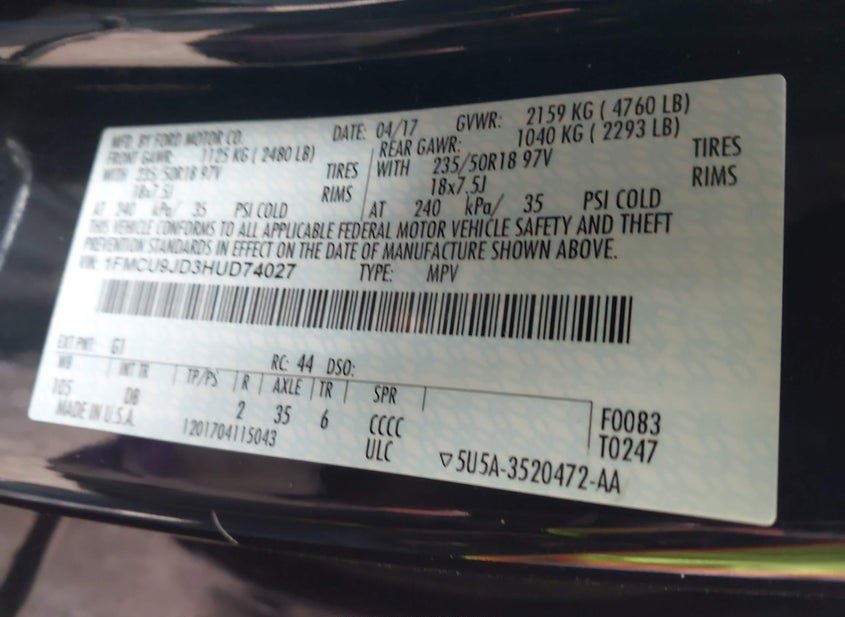 MFD. BY FORD MOTOR CO. DATE: 04/17 GVWR: 2159 KG ( 4760 LB)
FRONT GAWR: 1125 KG ( 2480 LB) REAR GAWR: 1040 KG ( 2293 LB)
WITH 235/50R18 97V TIRES WITH 235/50R18 97V TIRES
18x7.5J RIMS 18x7.5J RIMS
AT 240 kPa/ 35 PSI COLD AT 240 kPa/ 35 PSI COLD
THIS VEHICLE CONFORMS TO ALL APPLICABLE FEDERAL MOTOR VEHICLE SAFETY AND THEFT
PREVENTION STANDARDS IN EFFECT ON THE DATE OF MANUFACTURE SHOWN ABOVE.
VIN: 1FMCU9JD3HUD74027 TYPE: MPV
EXT PNT: G1 RC: 44 DSO:
WB INT TR TP/PS R AXLE TR SPR
105 DB 2 35 6 CCCC F0083
MADE IN U.S.A. 1201704115043 ULC T0247
▽5U5A-3520472-AA